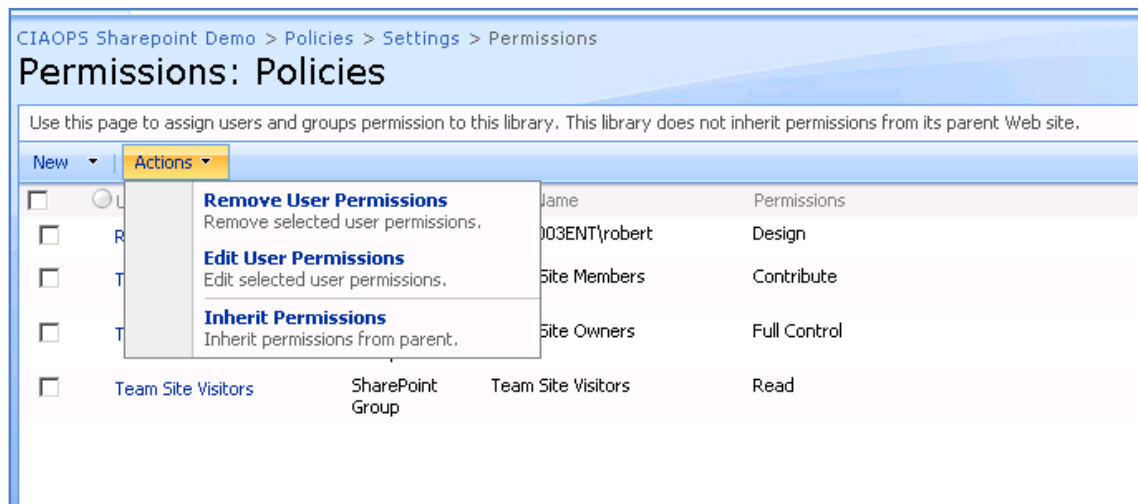 CIAOPS Sharepoint Demo > Policies > Settings > Permissions
Permissions: Policies
Use this page to assign users and groups permission to this library. This library does not inherit permissions from its parent Web site.
New Actions
Permissions
Remove User Permissions
Remove selected user permissions.
003ENT\robert Design
Edit User Permissions
Edit selected user permissions.
Site Members Contribute
Inherit Permissions
Inherit permissions from parent.
Site Owners Full Control
Team Site Visitors SharePoint Group Team Site Visitors Read